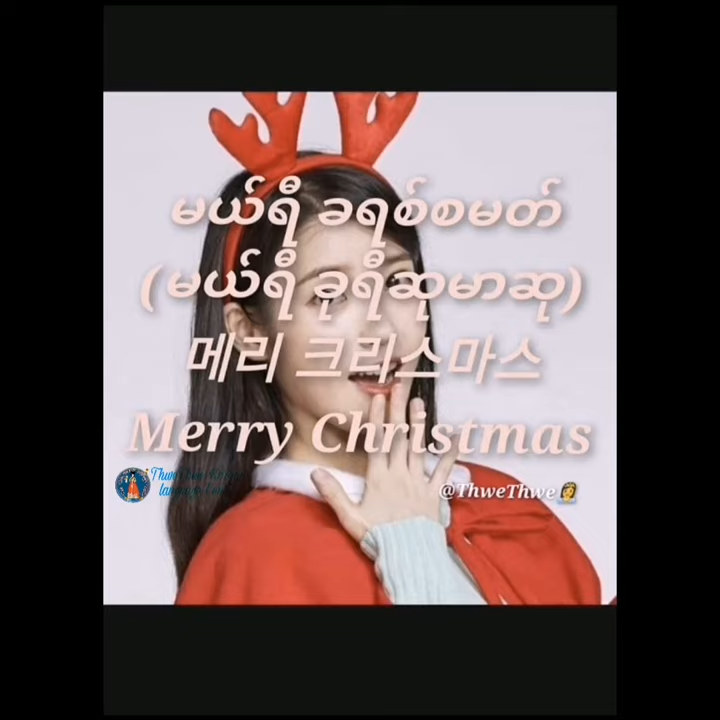 မယ်ရီ ခရစ်စမတ်
(မယ်ရီ ခုရီဆုမာဆု)
메리 크리스마스
Merry Christmas
@ThweThwe